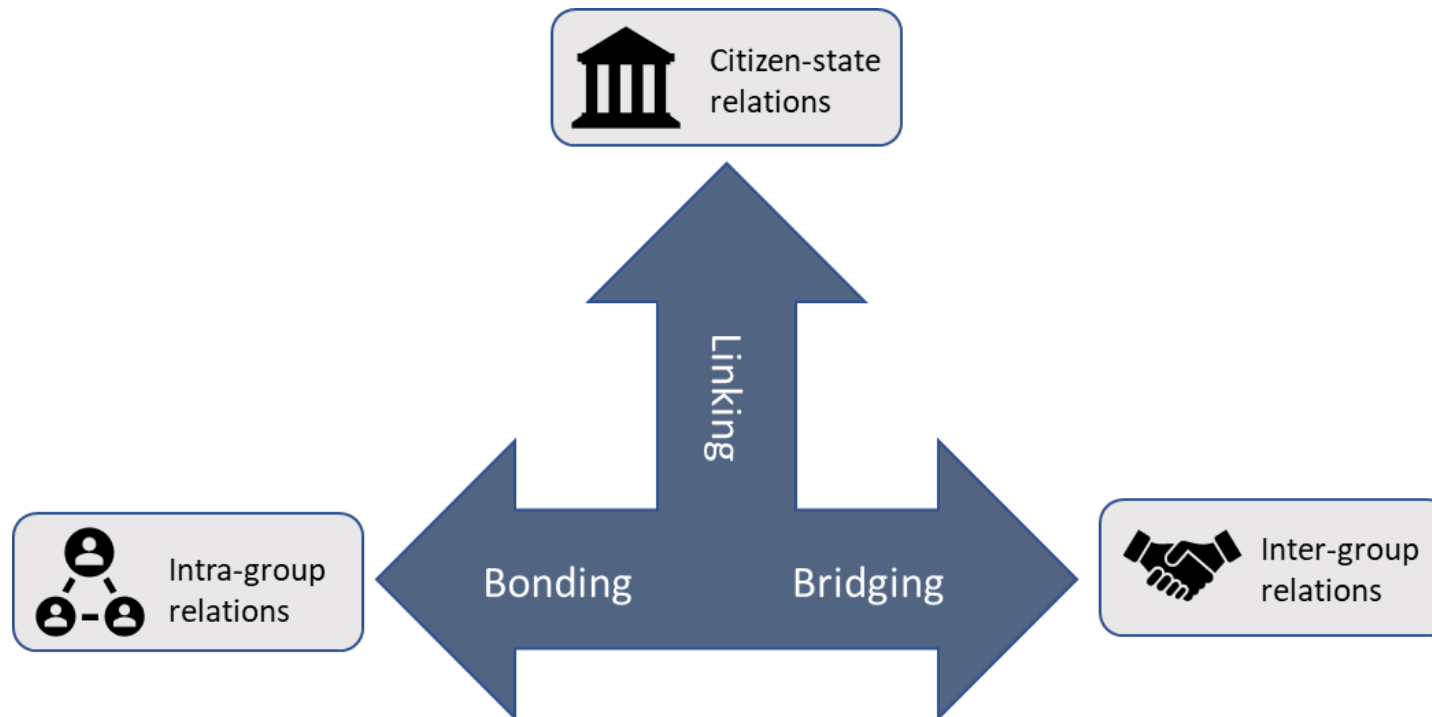 Citizen-state
relations
Linking
Intra-group
relations
Bonding
Bridging
Inter-group
relations